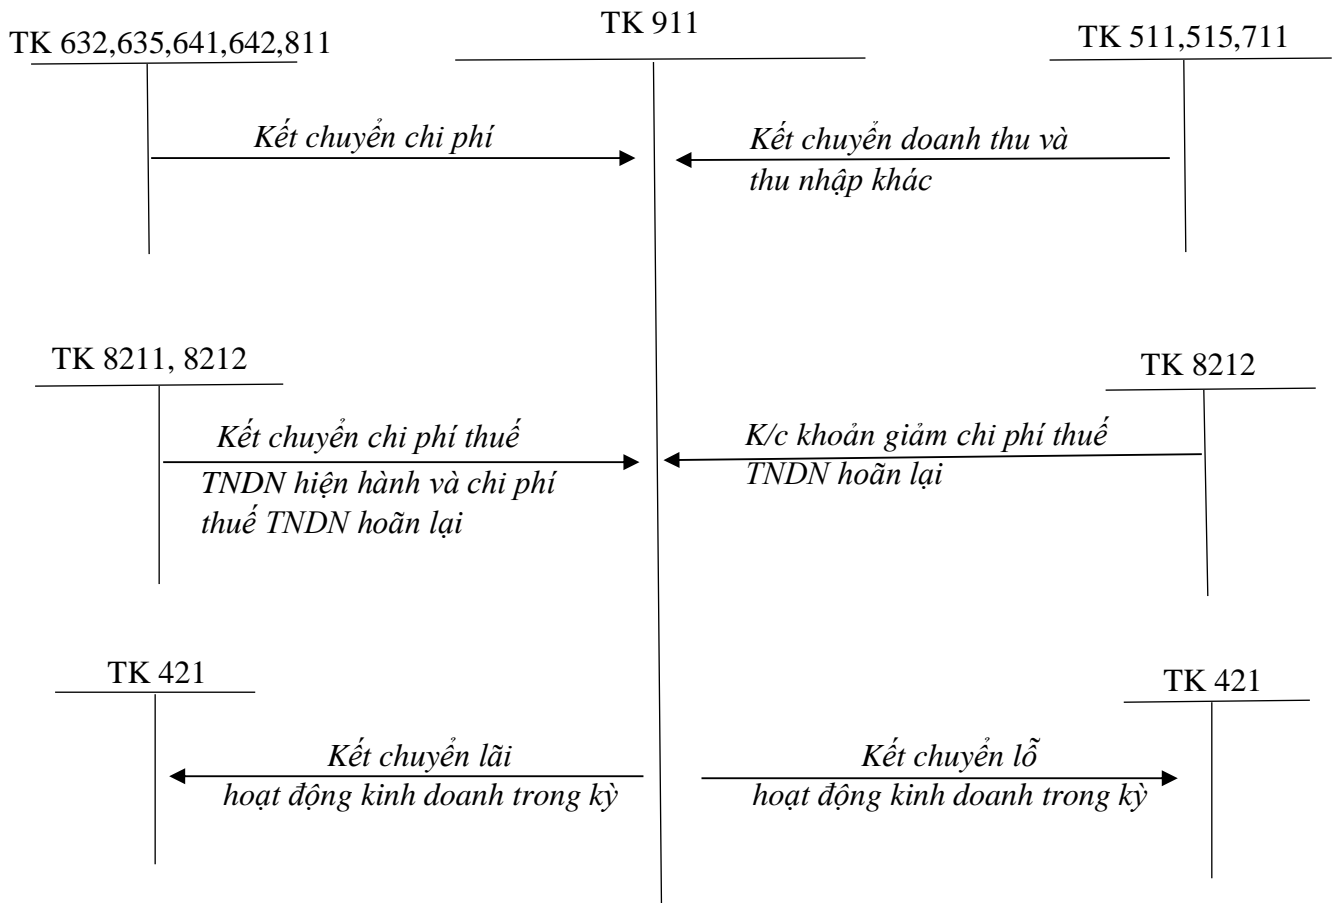 TK 632,635,641,642,811
TK 911
TK 511,515,711
Kết chuyển chi phí
Kết chuyển doanh thu và
thu nhập khác
TK 8211, 8212
TK 8212
Kết chuyển chi phí thuế
TNDN hiện hành và chi phí
thuế TNDN hoãn lại
K/c khoản giảm chi phí thuế
TNDN hoãn lại
TK 421
TK 421
Kết chuyển lãi
hoạt động kinh doanh trong kỳ
Kết chuyển lỗ
hoạt động kinh doanh trong kỳ